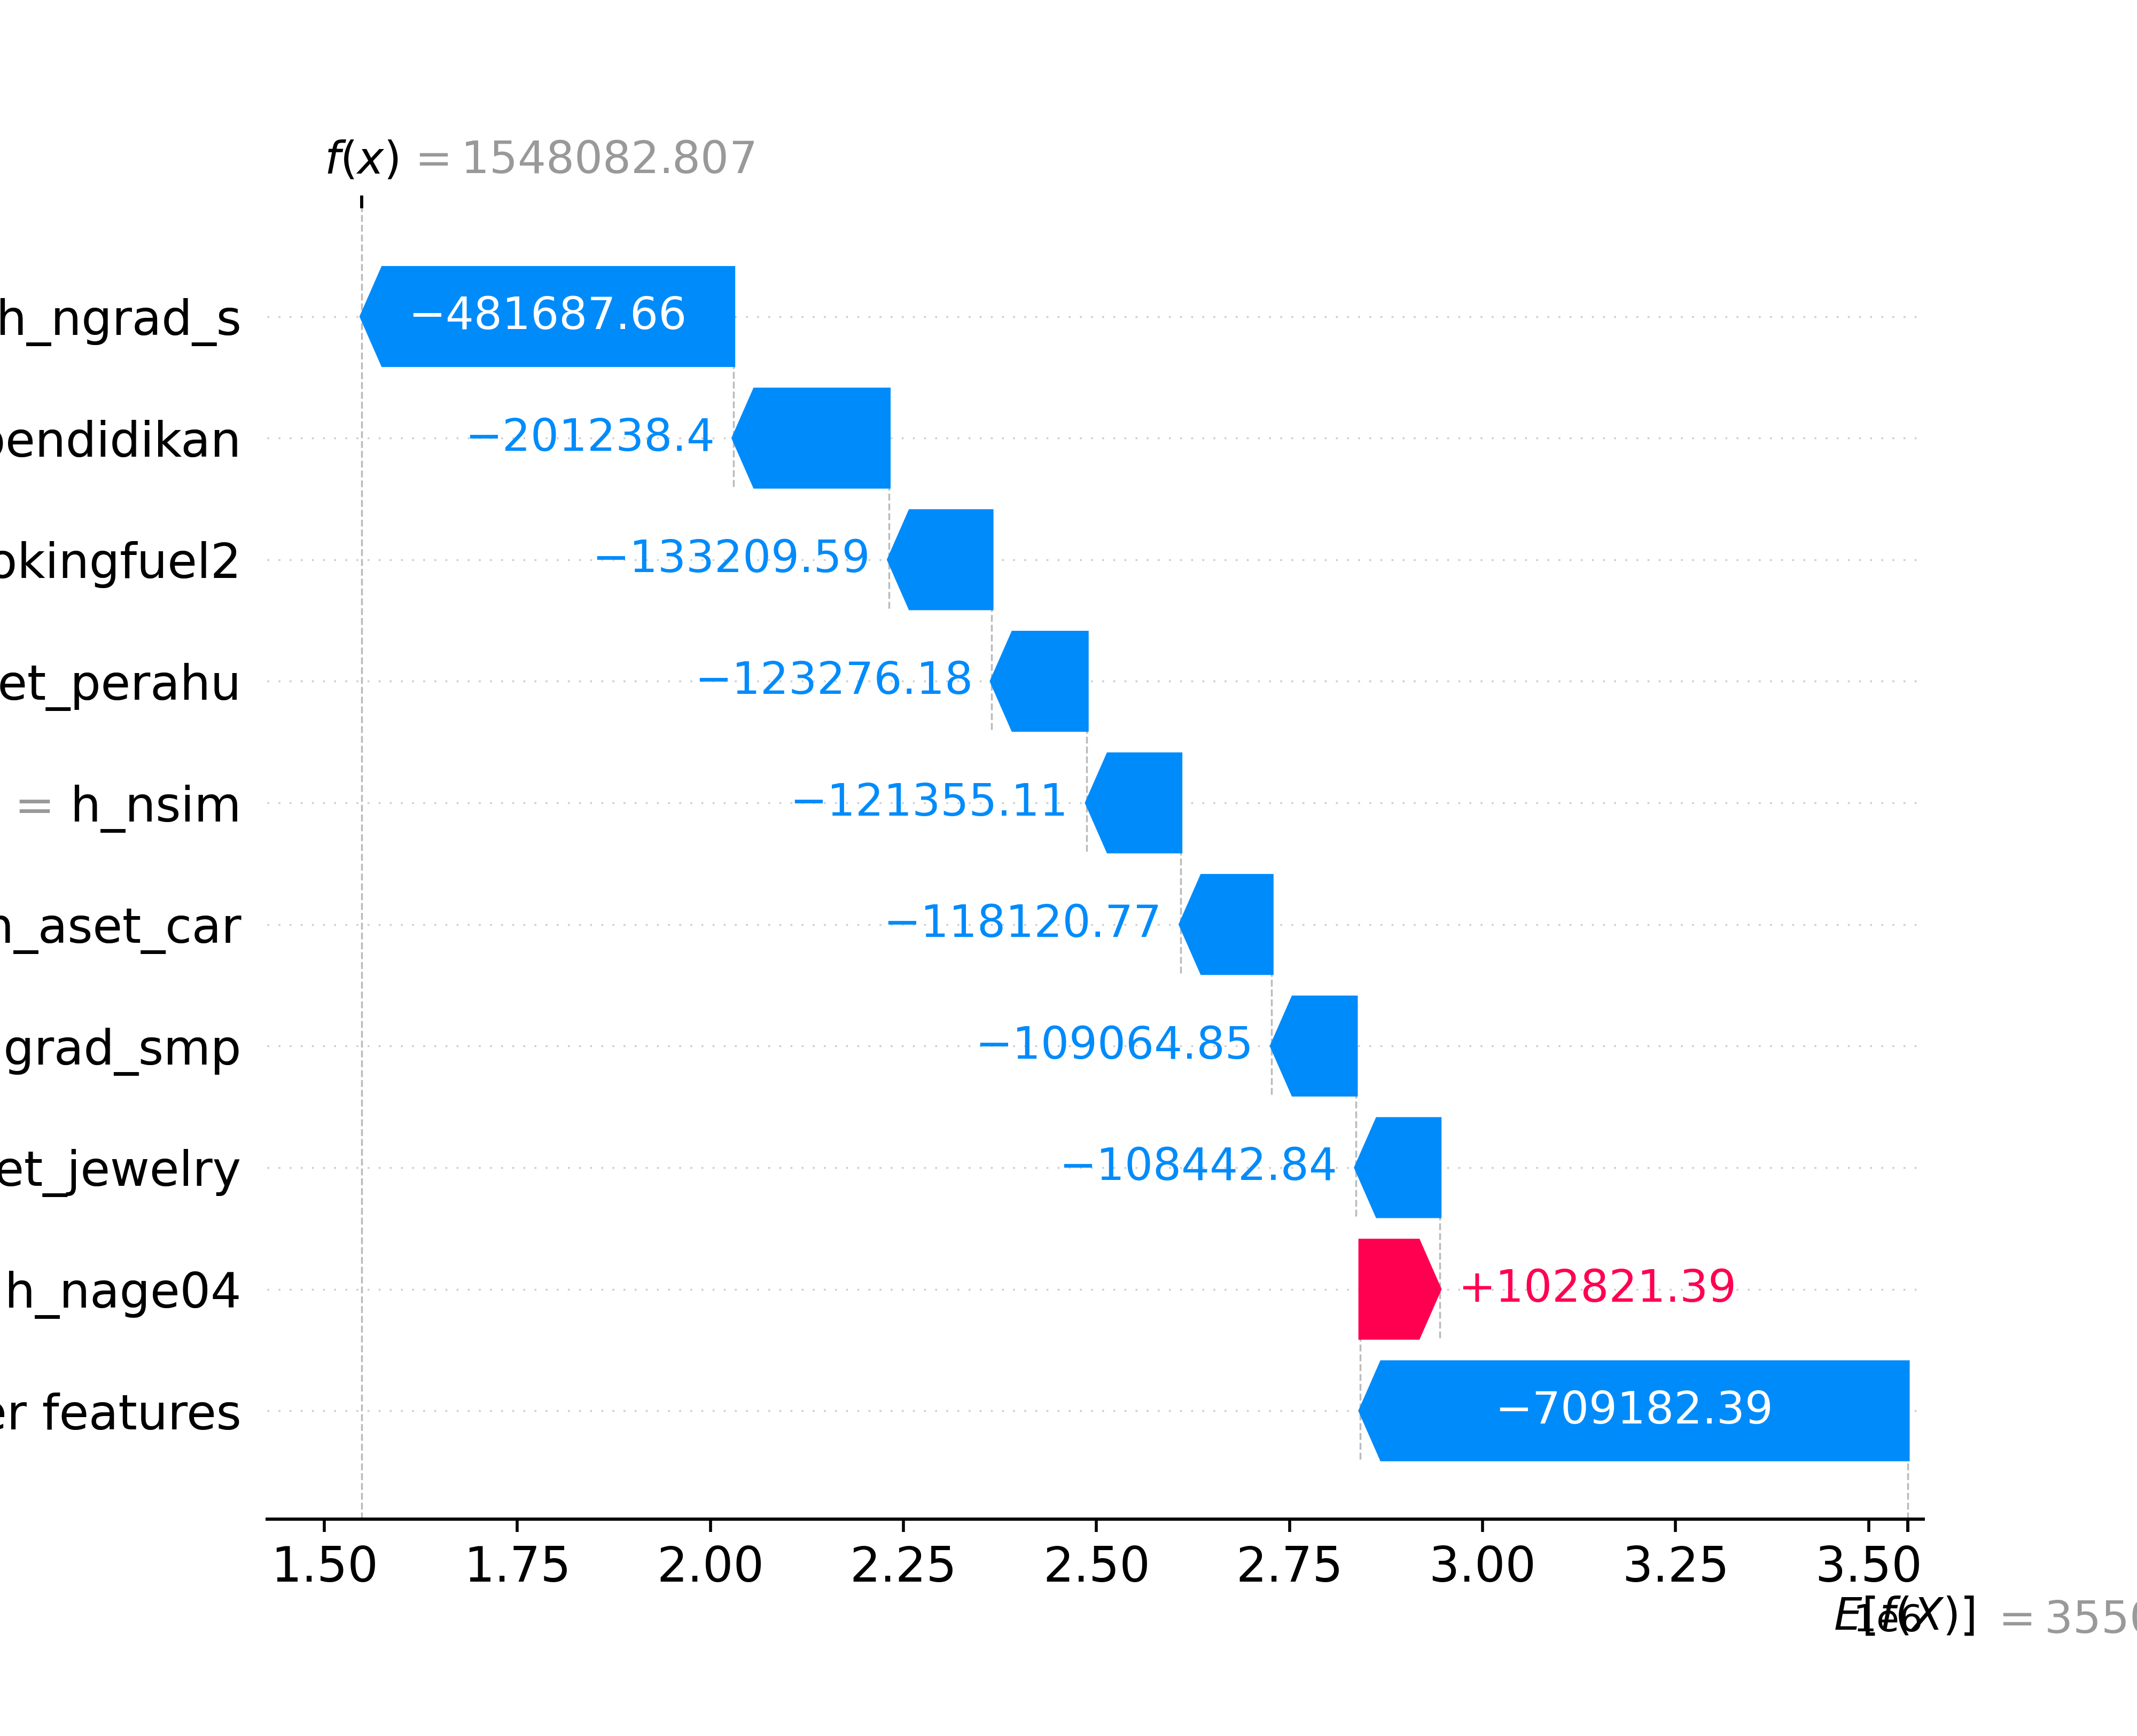 f(x) = 1548082.807
h_ngrad_s
−481687.66
pendidikan
−201238.4
okingfuel2
−133209.59
et_perahu
−123276.18
= h_nsim
−121355.11
_aset_car
−118120.77
grad_smp
−109064.85
et_jewelry
−108442.84
h_nage04
+102821.39
er features
−709182.39
1.50 1.75 2.00 2.25 2.50 2.75 3.00 3.25 3.50
1e6
E[f(X)] = 3550